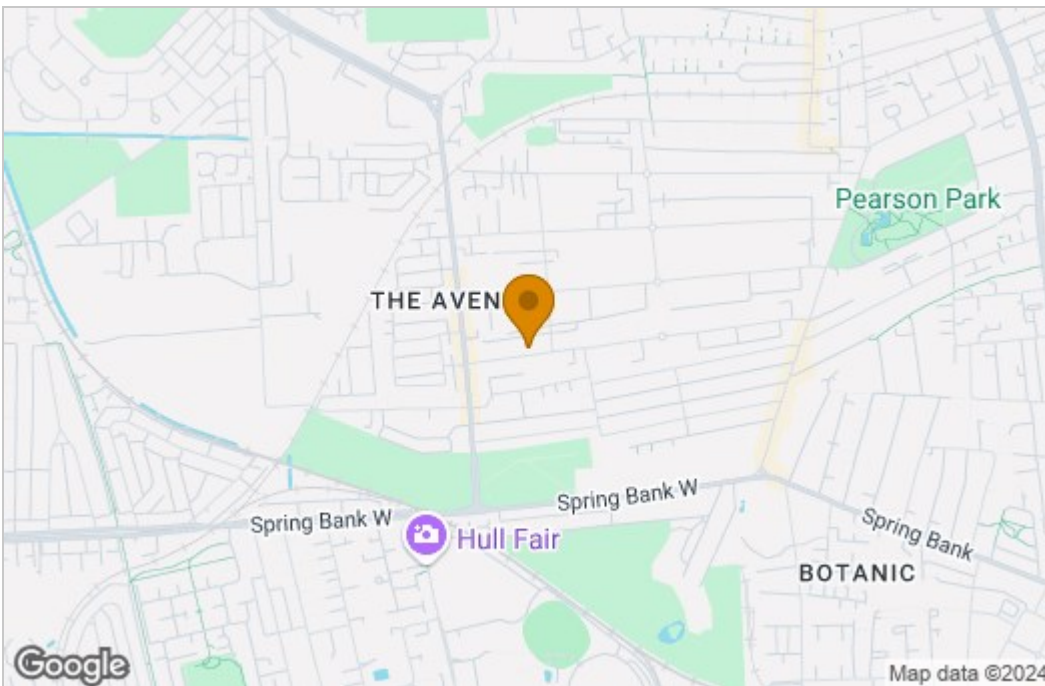 Pearson Park
THE AVEN
Spring Bank W
Spring Bank W
Hull Fair
Spring Bank
BOTANIC
Google
Map data ©2024